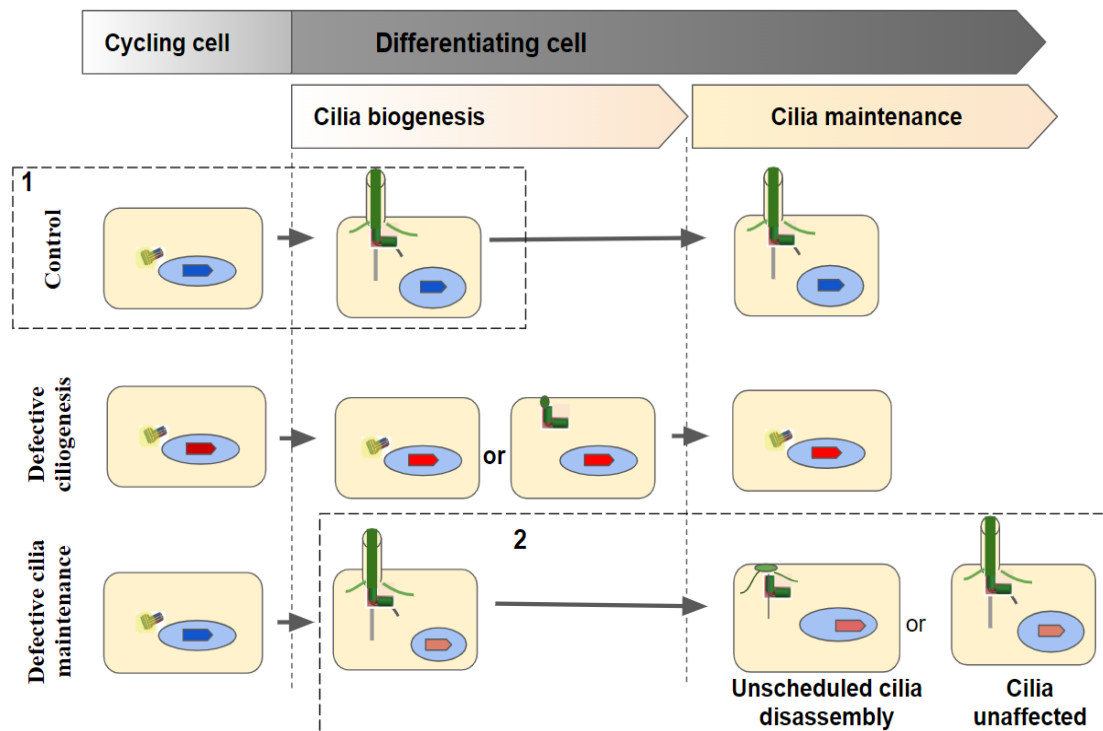 Cycling cell
Differentiating cell
Cilia biogenesis
Cilia maintenance
1
Control
Defective
ciliogenesis
or
Defective cilia
maintenance
2
or
Unscheduled cilia
disassembly
Cilia
unaffected